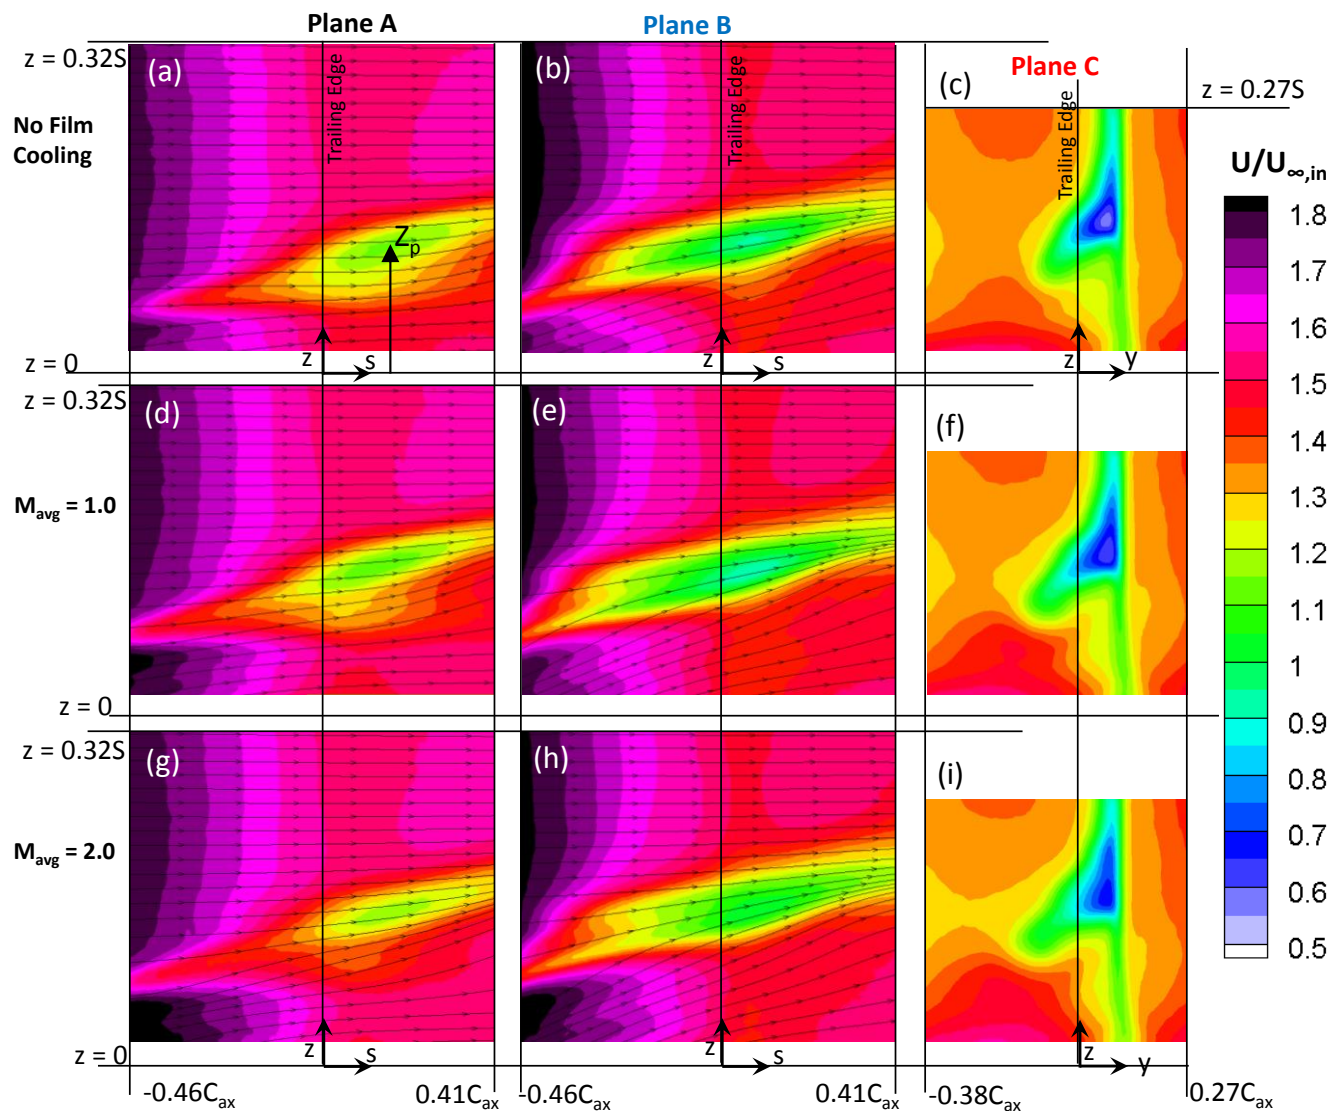 Plane A
Plane B
Plane C
z = 0.32S
(a)
Trailing Edge
(b)
Trailing Edge
(c)
Trailing Edge
z = 0.27S
No Film
Cooling
U/U∞,in
Zp
z
s
z
s
z
y
z = 0
z = 0.32S
(d)
(e)
(f)
Mavg = 1.0
z = 0
z = 0.32S
(g)
(h)
(i)
Mavg = 2.0
z = 0
z
s
z
s
z
y
-0.46Cax
0.41Cax
-0.46Cax
0.41Cax
-0.38Cax
0.27Cax
1.8
1.7
1.6
1.5
1.4
1.3
1.2
1.1
1
0.9
0.8
0.7
0.6
0.5